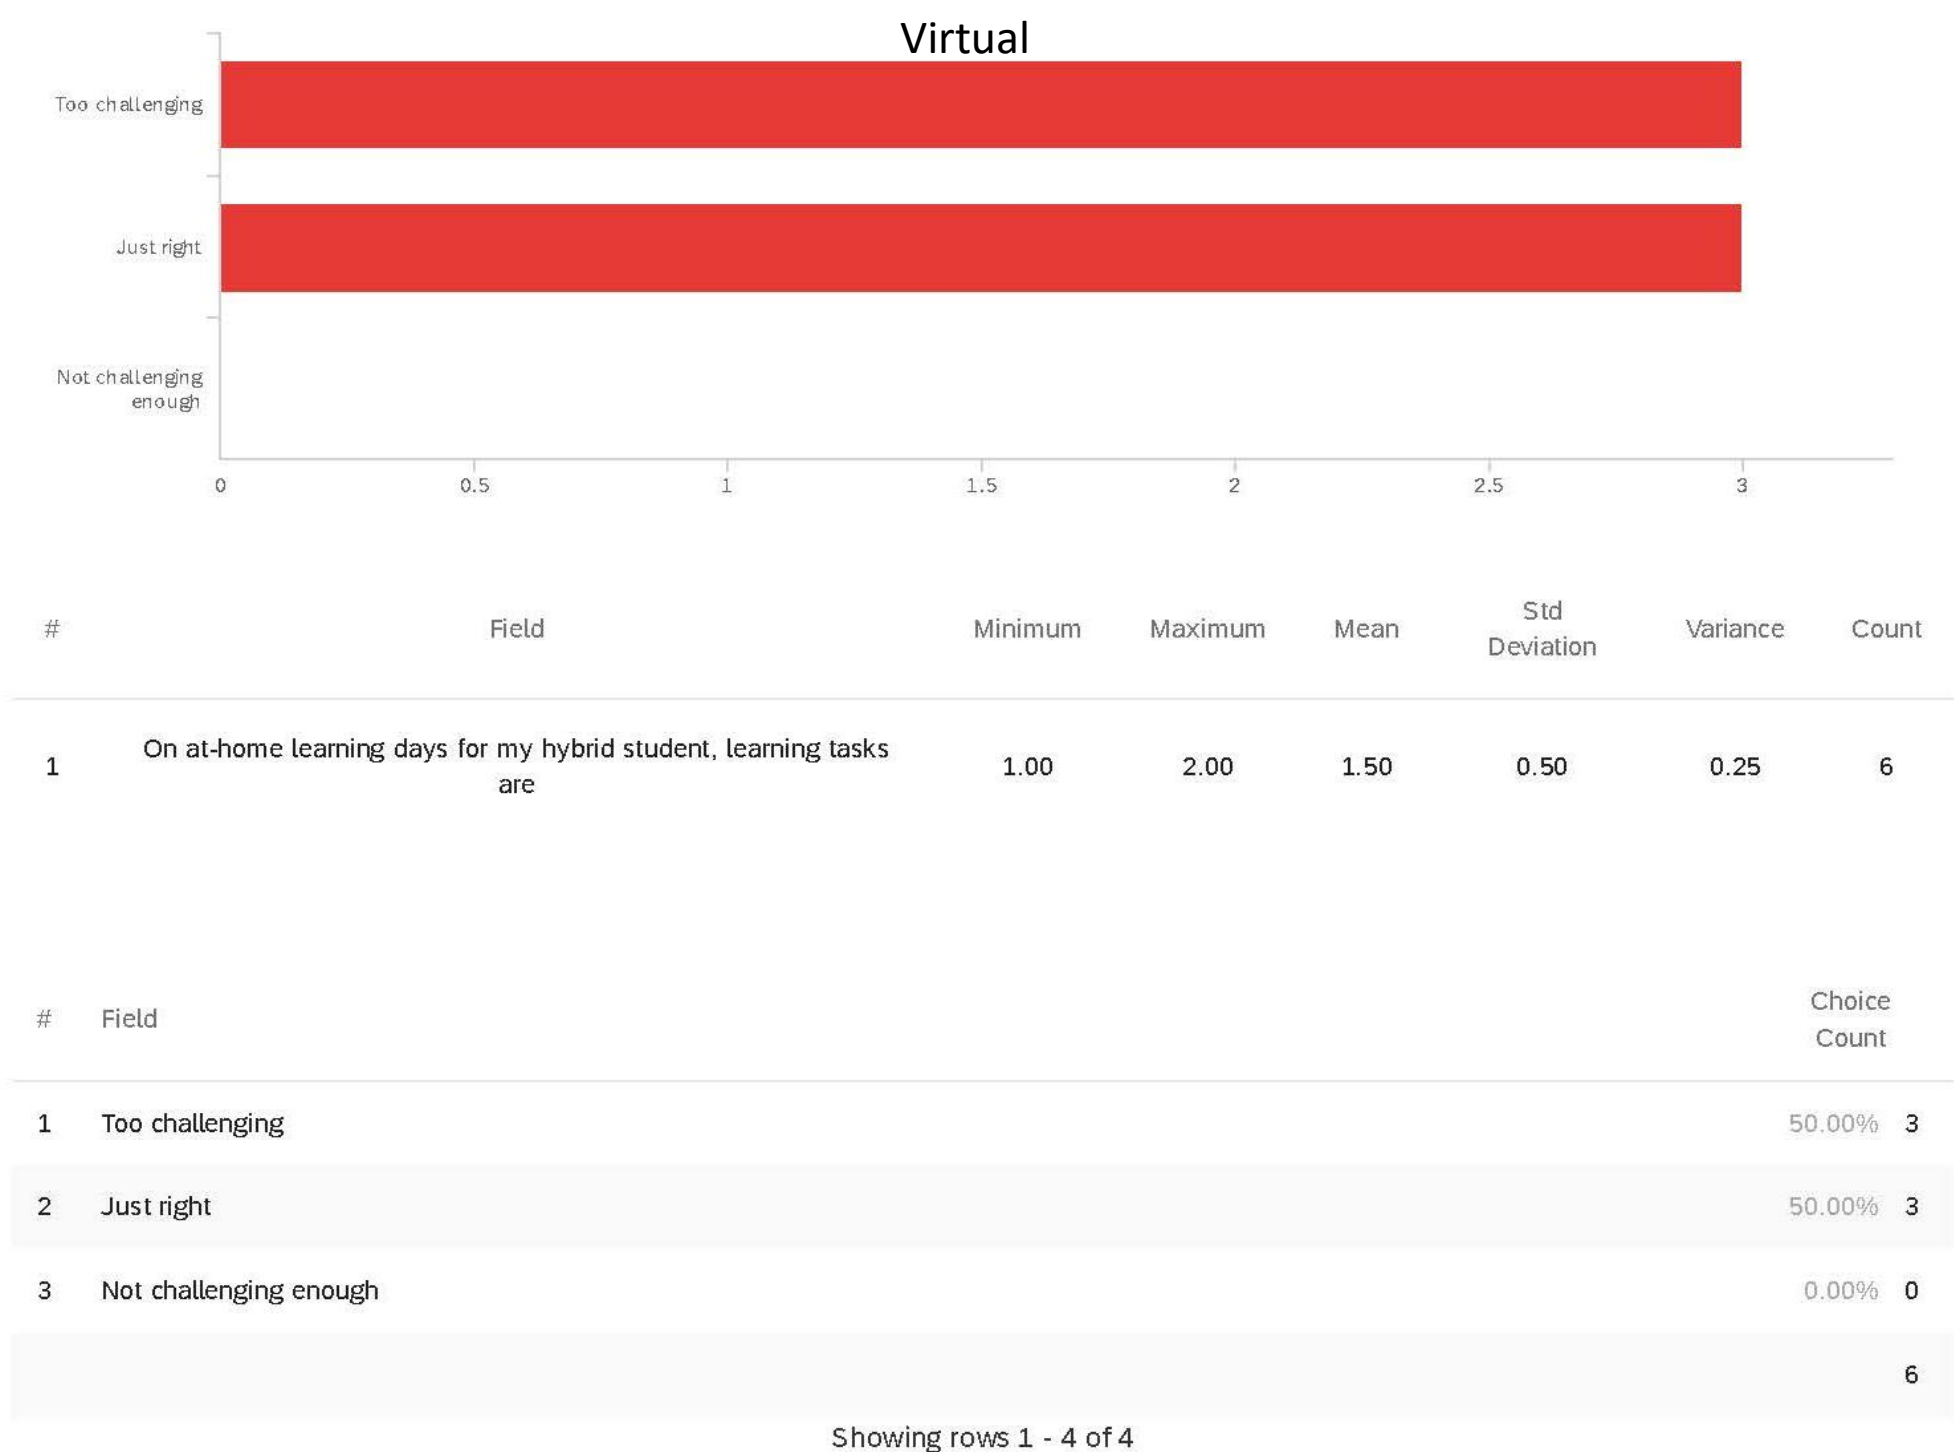 Virtual
Too challenging
Just right
Not challenging
enough
0 0.5 1 1.5 2 2.5 3
# Field Minimum Maximum Mean Std Deviation Variance Count
1 On at-home learning days for my hybrid student, learning tasks
are 1.00 2.00 1.50 0.50 0.25 6
# Field Choice
Count
1 Too challenging 50.00% 3
2 Just right 50.00% 3
3 Not challenging enough 0.00% 0
6
Showing rows 1 - 4 of 4